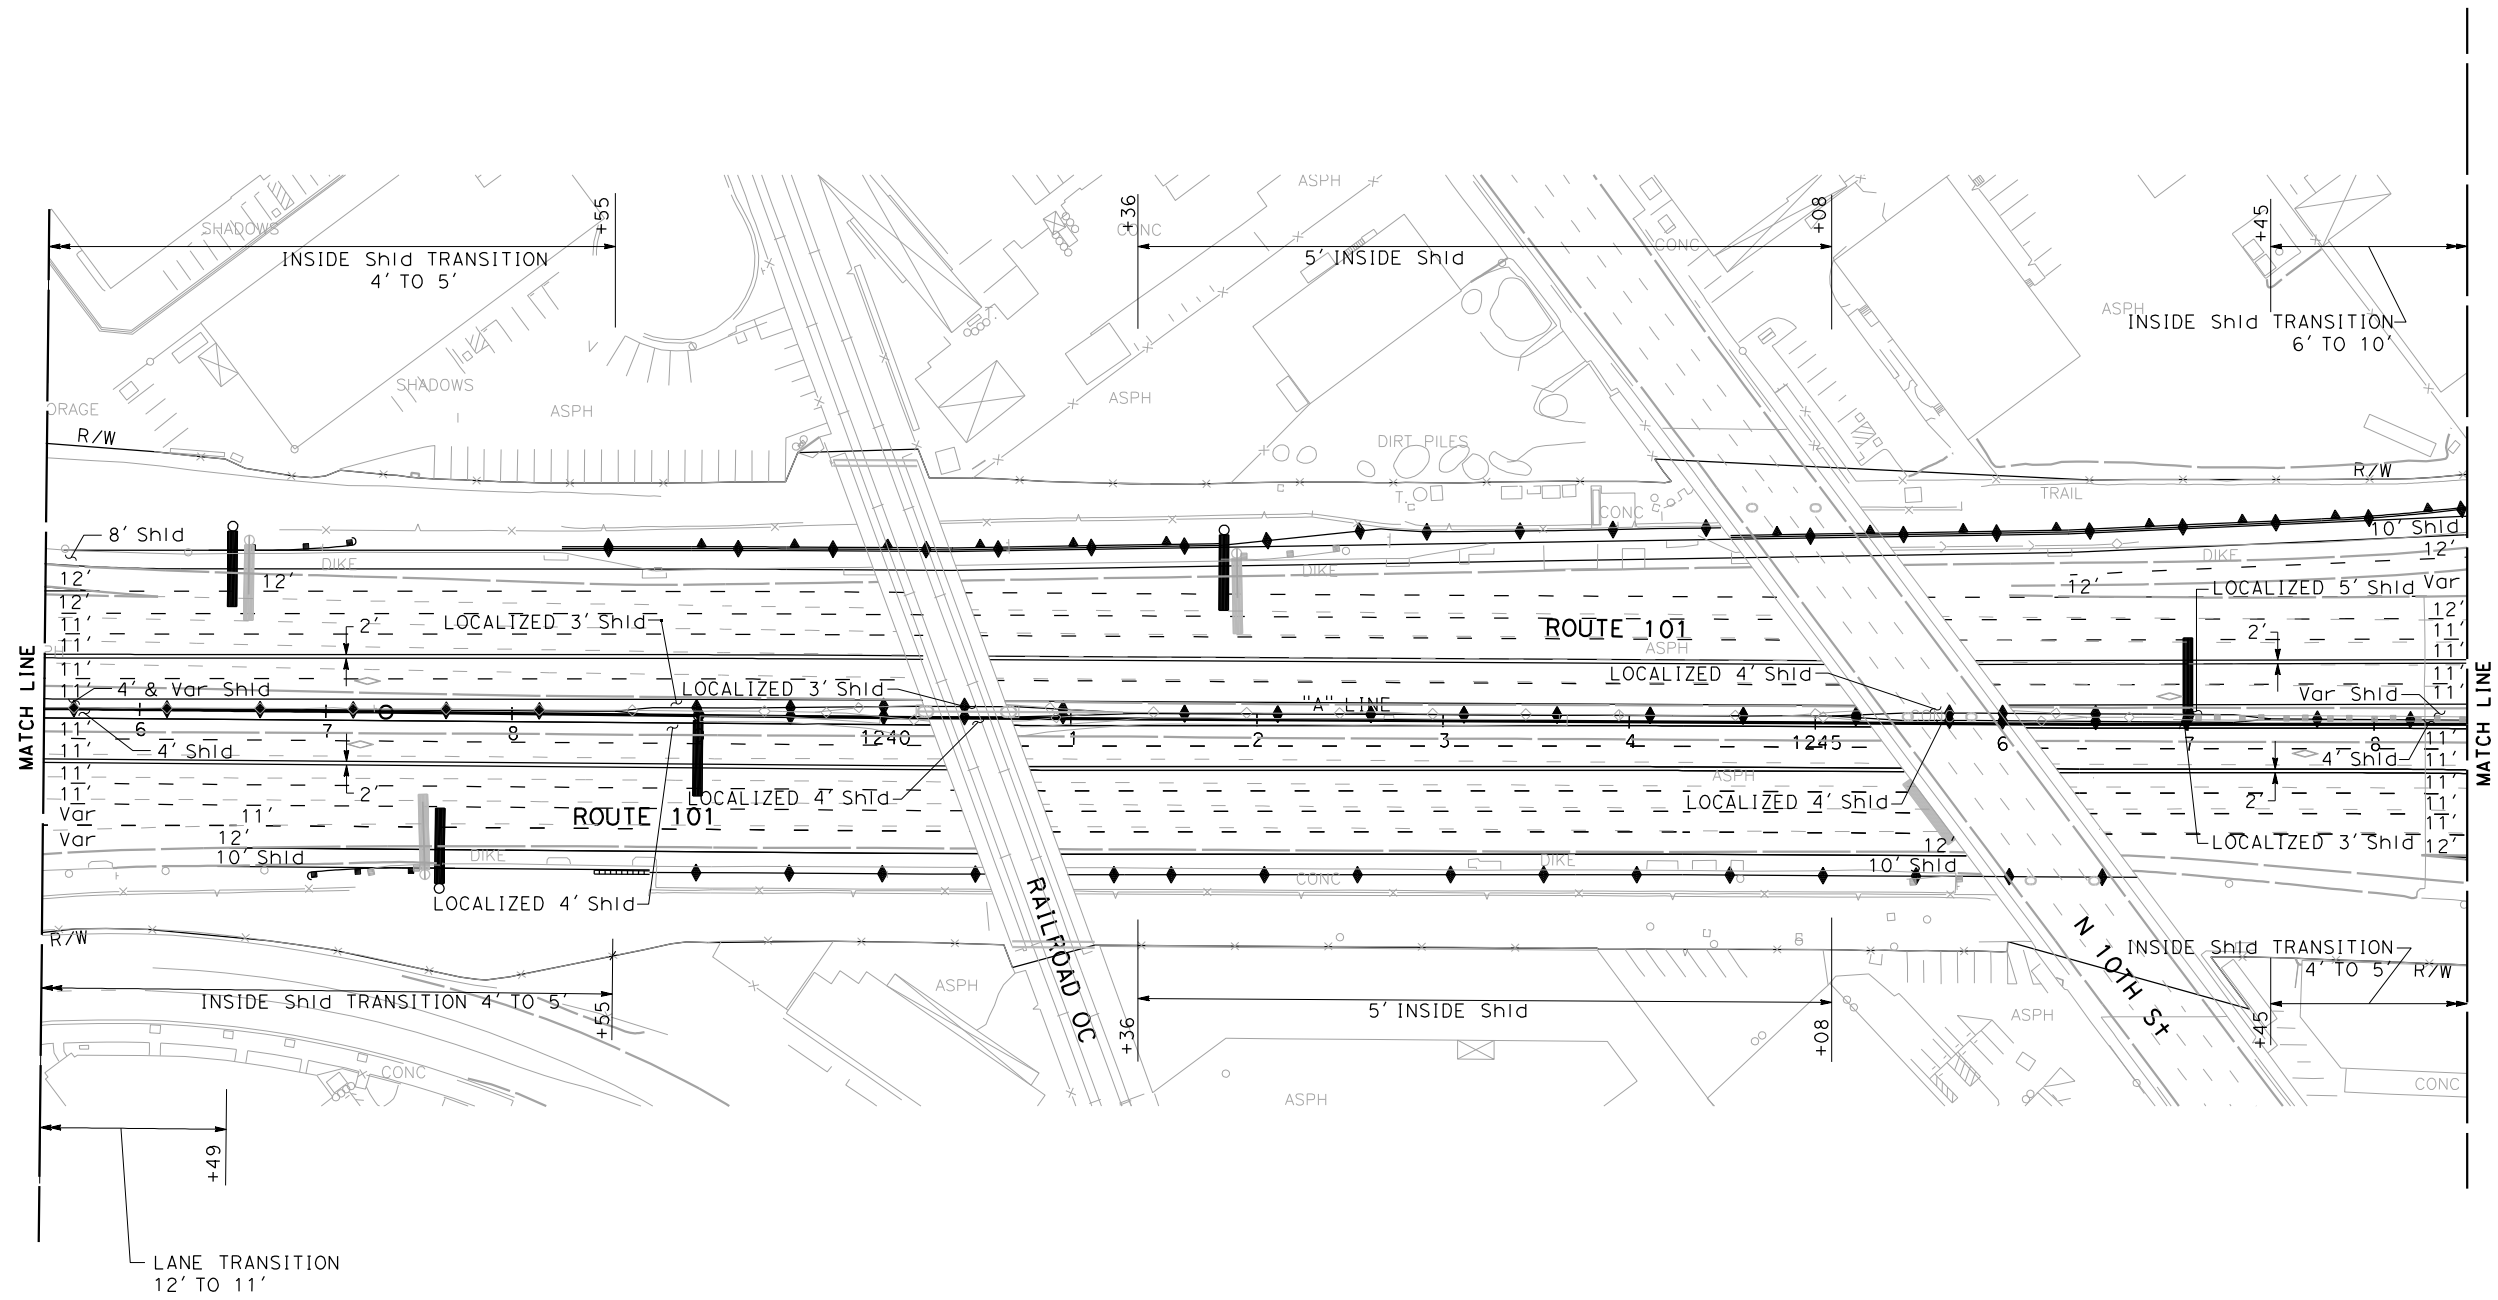 ASPH
+55
+36
+08
+45
SHADOWS
CONC
CONC
INSIDE Shld TRANSITION
4' TO 5'
5' INSIDE Shld
T.
ASPH
INSIDE Shld TRANSITION
6' TO 10'
SHADOWS
ORAGE
ASPH
ASPH
R/W
DIRT PILES
R/W
TRAIL
T.
CONC
8' Shld
10' Shld
DIKE
DIKE
DIKE
12'
12'
12'
12'
12'
LOCALIZED 5' Shld
Var
12'
11'
11'
11'
11'
2'
LOCALIZED 3' Shld
ROUTE 101
ASPH
2'
12'
11'
11'
11'
11'
MATCH LINE
4' & Var Shld
LOCALIZED 3' Shld
LOCALIZED 4' Shld
"A" LINE
Var Shld
MATCH LINE
6
7
8
1240
1
2
3
4
1245
6
7
8
11'
11'
11'
11'
4' Shld
2'
LOCALIZED 4' Shld
ASPH
LOCALIZED 4' Shld
4' Shld
2'
11'
11'
11'
11'
11'
12'
Var
Var
11'
12'
ROUTE 101
10' Shld
DIKE
DIKE
12'
LOCALIZED 3' Shld
10' Shld
CONC
LOCALIZED 4' Shld
RAILROAD OC
N 10TH St
R/W
INSIDE Shld TRANSITION
4' TO 5'
R/W
INSIDE Shld TRANSITION 4' TO 5'
ASPH
5' INSIDE Shld
ASPH
+55
+36
+08
+45
CONC
CONC
ASPH
+49
LANE TRANSITION
12' TO 11'